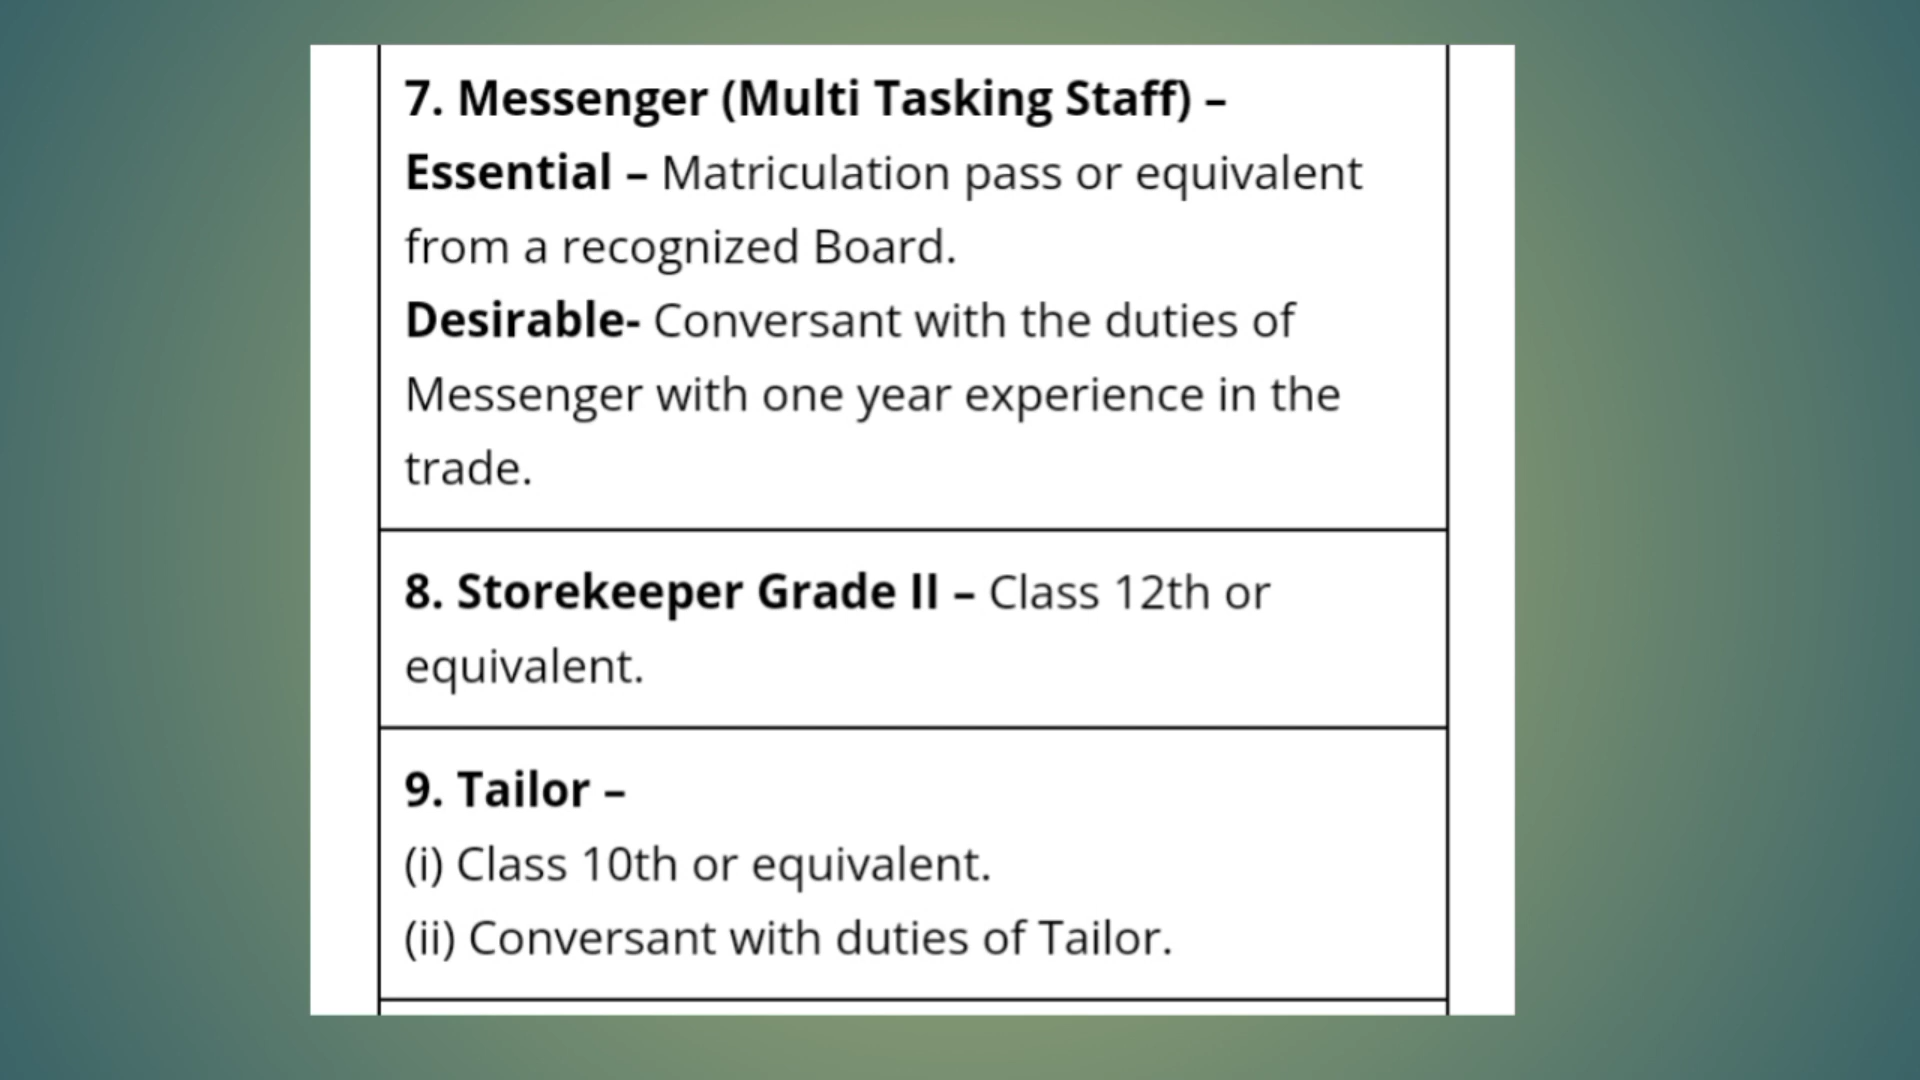 7. Messenger (Multi Tasking Staff) –
Essential – Matriculation pass or equivalent
from a recognized Board.
Desirable- Conversant with the duties of
Messenger with one year experience in the
trade.
8. Storekeeper Grade II – Class 12th or
equivalent.
9. Tailor –
(i) Class 10th or equivalent.
(ii) Conversant with duties of Tailor.